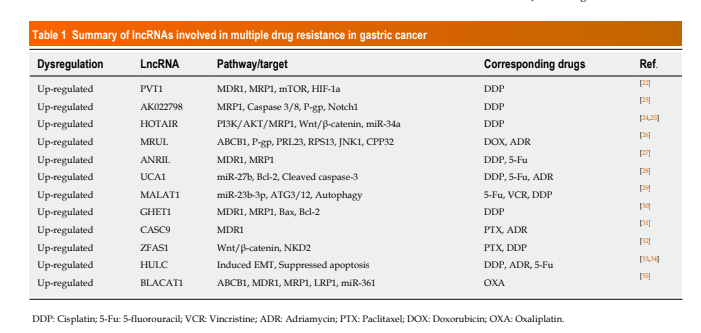 Table 1 Summary of lncRNAs involved in multiple drug resistance in gastric cancer
Dysregulation LncRNA Pathway/target Corresponding drugs Ref.
Up-regulated PVT1 MDR1, MRP1, mTOR, HIF-1a DDP [22]
Up-regulated AK022798 MRP1, Caspase 3/8, P-gp, Notch1 DDP [23]
Up-regulated HOTAIR PI3K/AKT/MRP1, Wnt/β-catenin, miR-34a DDP [24,25]
Up-regulated MRUL ABCB1, P-gp, PRL23, RPS13, JNK1, CPP32 DOX, ADR [26]
Up-regulated ANRIL MDR1, MRP1 DDP, 5-Fu [27]
Up-regulated UCA1 miR-27b, Bcl-2, Cleaved caspase-3 DDP, 5-Fu, ADR [28]
Up-regulated MALAT1 miR-23b-3p, ATG3/12, Autophagy 5-Fu, VCR, DDP [29]
Up-regulated GHET1 MDR1, MRP1, Bax, Bcl-2 DDP [30]
Up-regulated CASC9 MDR1 PTX, ADR [31]
Up-regulated ZFAS1 Wnt/β-catenin, NKD2 PTX, DDP [32]
Up-regulated HULC Induced EMT, Suppressed apoptosis DDP, ADR, 5-Fu [33,34]
Up-regulated BLACAT1 ABCB1, MDR1, MRP1, LRP1, miR-361 OXA [35]
DDP: Cisplatin; 5-Fu: 5-fluorouracil; VCR: Vincristine; ADR: Adriamycin; PTX: Paclitaxel; DOX: Doxorubicin; OXA: Oxaliplatin.